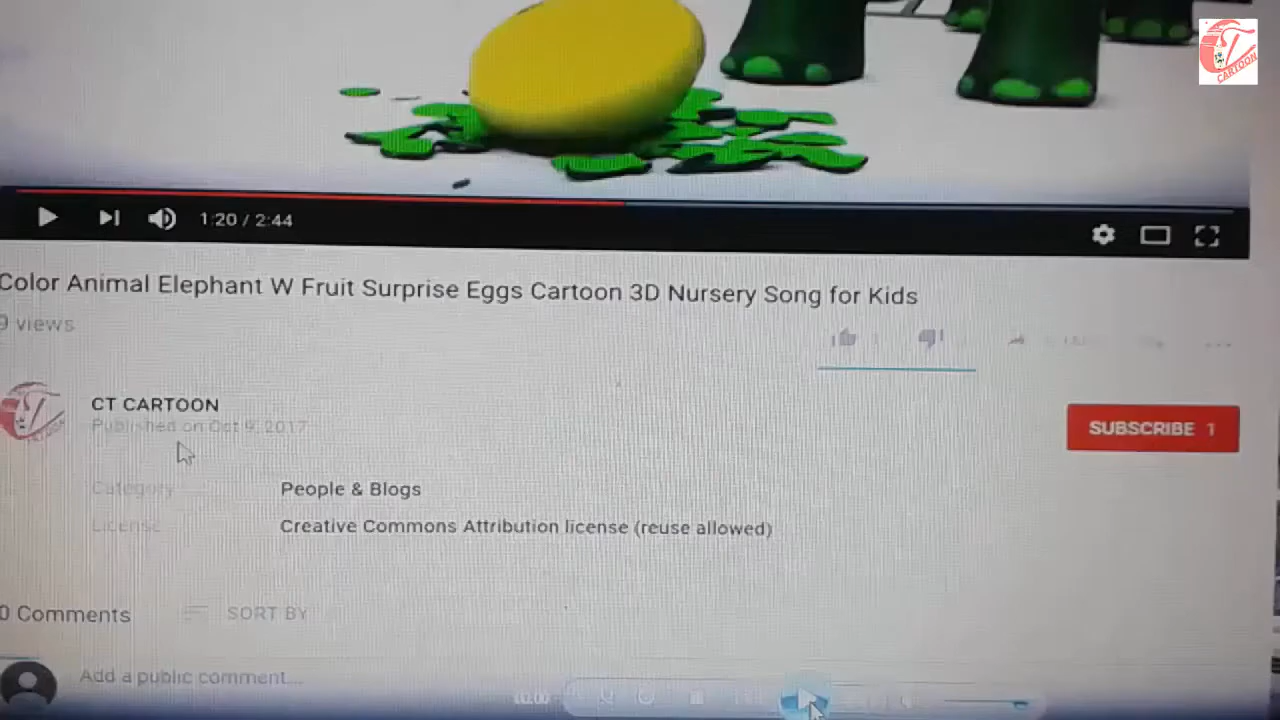 CARTOON
1:20 / 2:44
Color Animal Elephant W Fruit Surprise Eggs Cartoon 3D Nursery Song for Kids
9 views
CT CARTOON
Published on Oct 9, 2017
Category People & Blogs
License Creative Commons Attribution license (reuse allowed)
SUBSCRIBE 1
0 Comments SORT BY
Add a public comment...